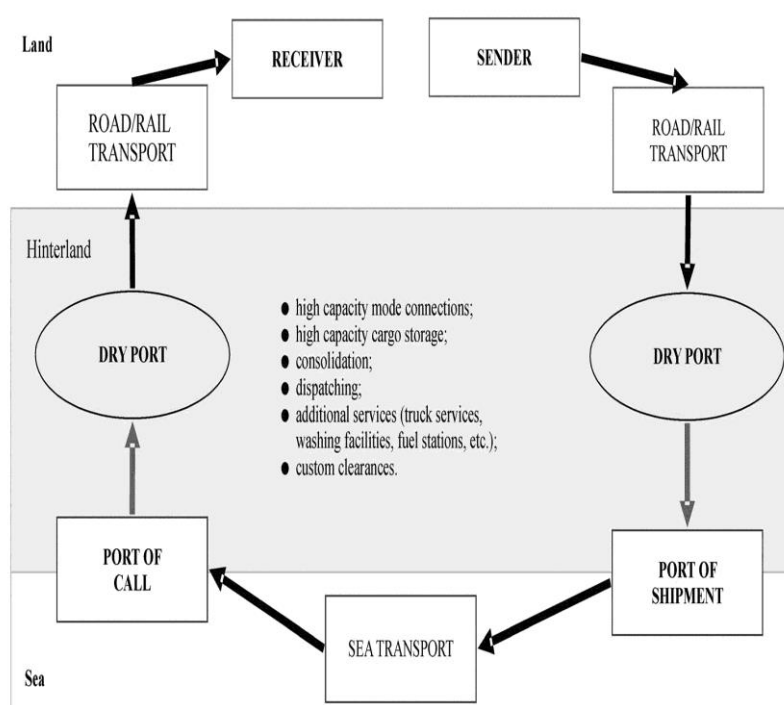 Land
RECEIVER
SENDER
ROAD/RAIL
TRANSPORT
ROAD/RAIL
TRANSPORT
Hinterland
DRY PORT
● high capacity mode connections;
● high capacity cargo storage;
● consolidation;
● dispatching;
● additional services (truck services,
washing facilities, fuel stations, etc.);
● custom clearances.
DRY PORT
PORT OF
CALL
PORT OF
SHIPMENT
SEA TRANSPORT
Sea